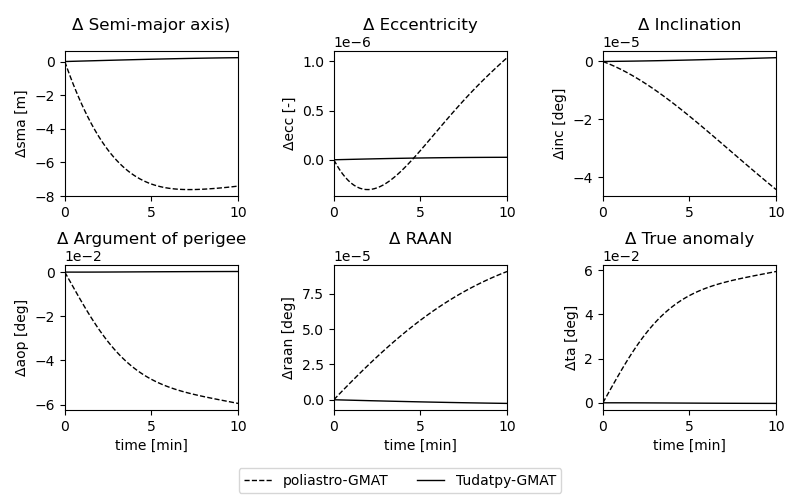 Δ Semi-major axis)
Δ Eccentricity
Δ Inclination
1e−6
1e−5
0
−2
−4
−6
−8
Δsma [m]
0
5
10
1.0
0.5
0.0
Δecc [-]
0
5
10
0
−2
−4
Δinc [deg]
0
5
10
Δ Argument of perigee
Δ RAAN
Δ True anomaly
1e−2
1e−5
1e−2
0
−2
−4
−6
Δaop [deg]
0
5
10
time [min]
7.5
5.0
2.5
0.0
Δraan [deg]
0
5
10
time [min]
6
4
2
0
Δta [deg]
0
5
10
time [min]
poliastro-GMAT
Tudatpy-GMAT